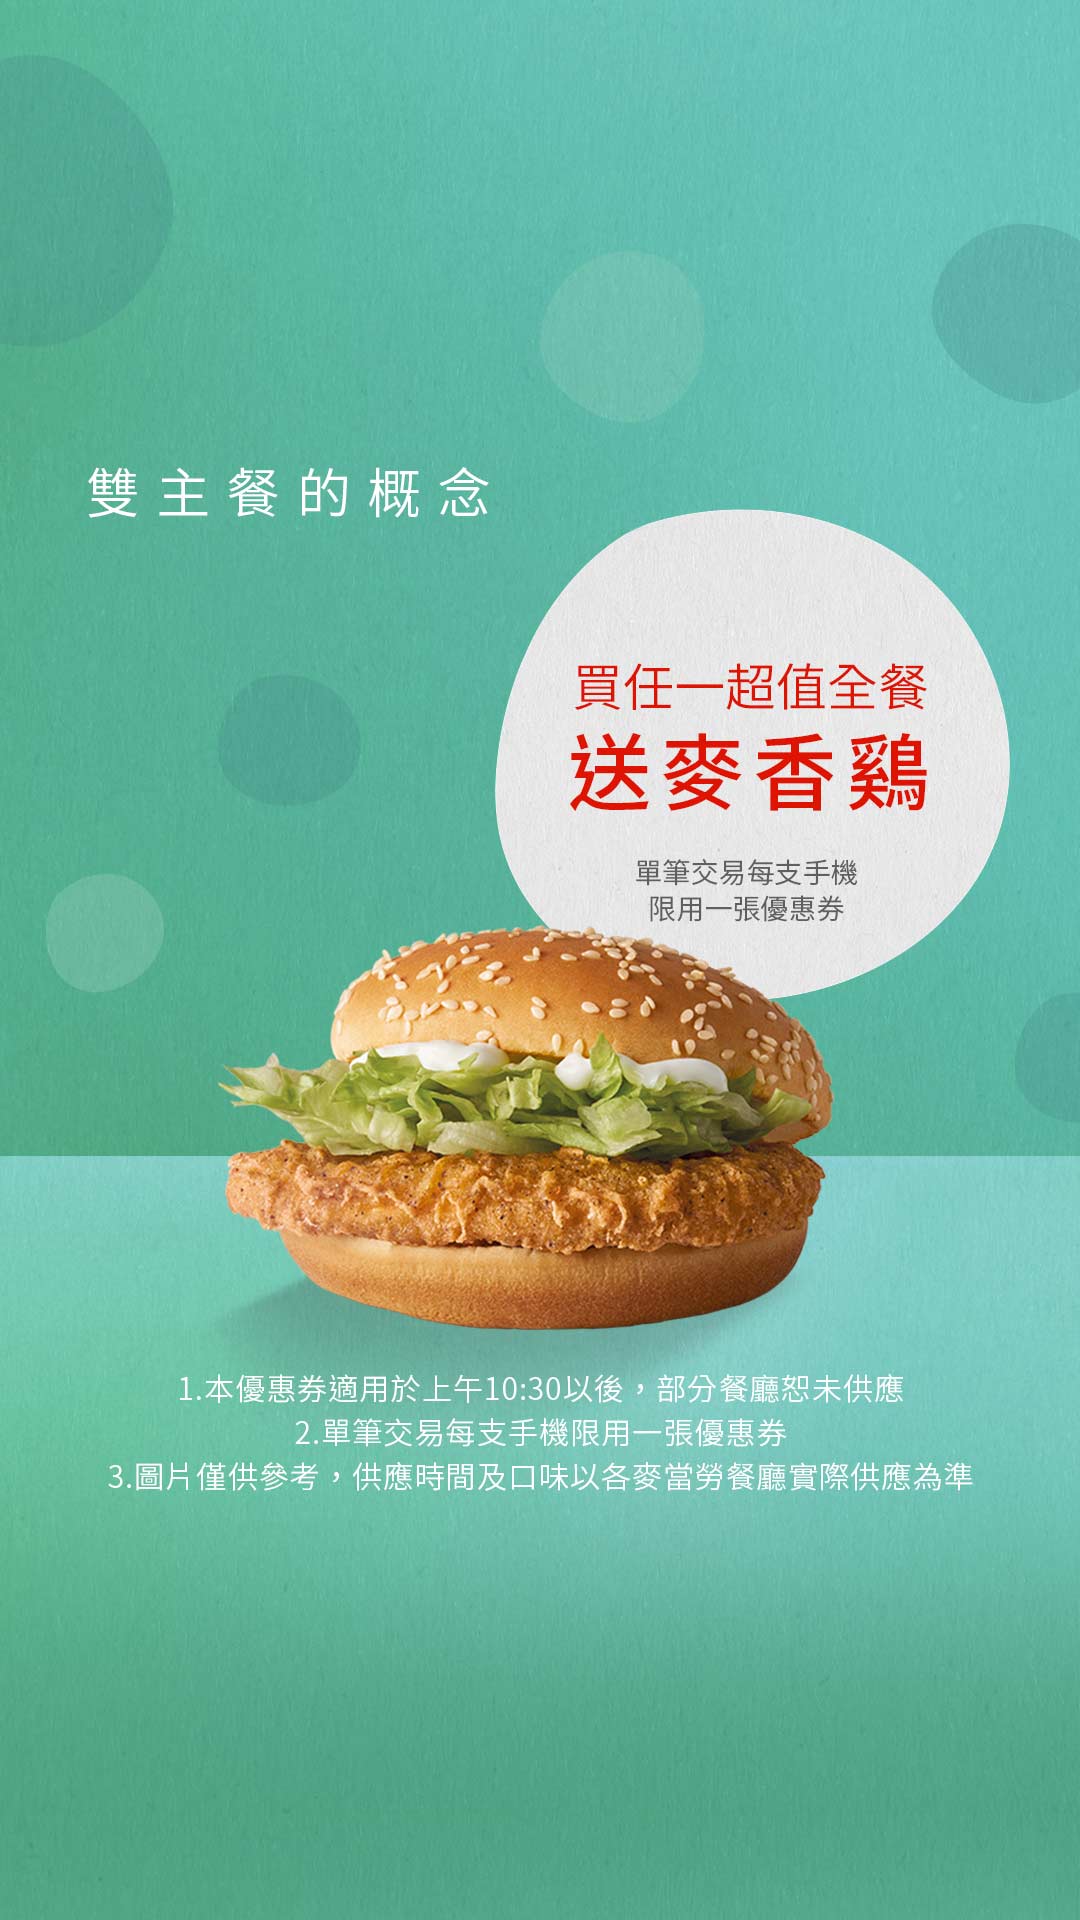 雙主餐的概念
買任一超值全餐
送麥香鷄
單筆交易每支手機
限用一張優惠券
1.本優惠券適用於上午10:30以後，部分餐廳恕未供應
2.單筆交易每支手機限用一張優惠券
3.圖片僅供參考，供應時間及口味以各麥當勞餐廳實際供應為準